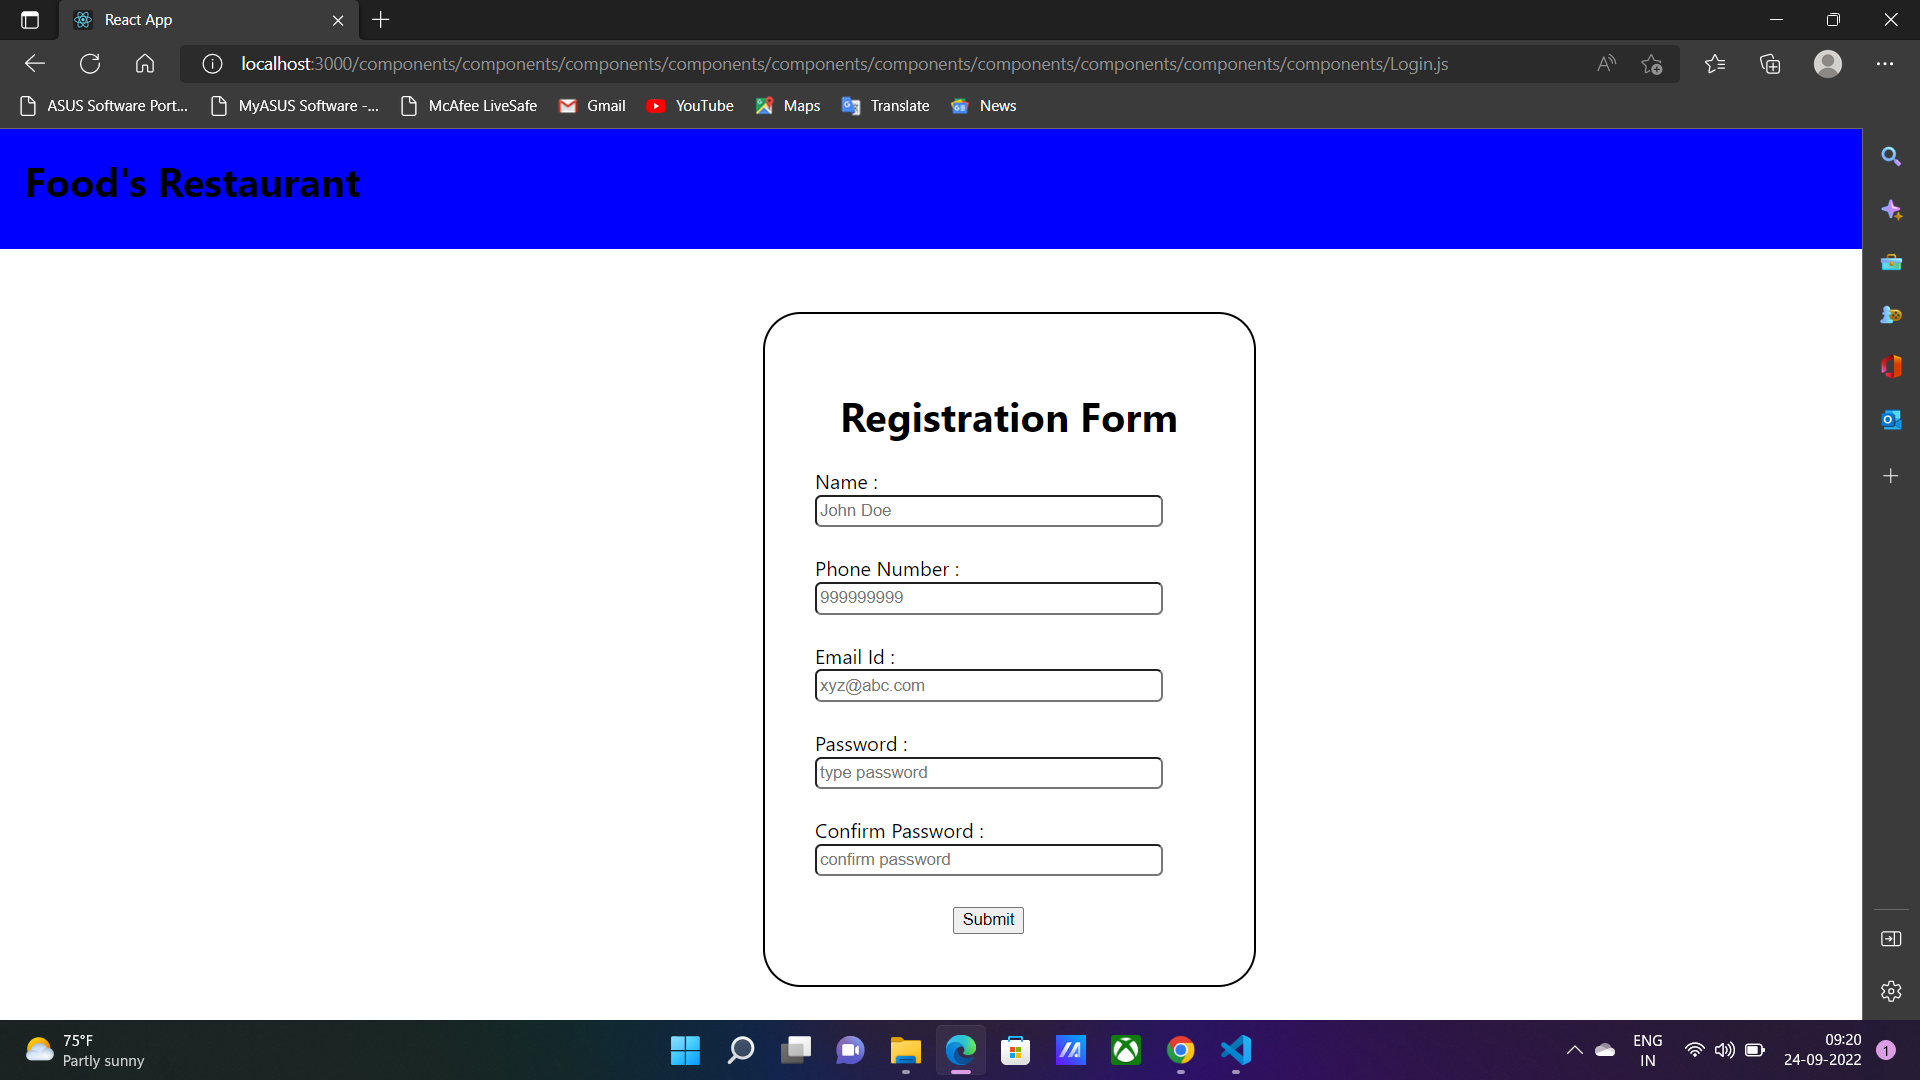 React App
localhost:3000/components/components/components/components/components/components/components/components/components/components/Login.js
ASUS Software Port...
MyASUS Software -...
McAfee LiveSafe
Gmail
YouTube
Maps
Translate
News
Food's Restaurant
Registration Form
Name :
John Doe
Phone Number :
999999999
Email Id :
xyz@abc.com
Password :
type password
Confirm Password :
confirm password
Submit
75°F
Partly sunny
ENG
IN
09:20
24-09-2022
1